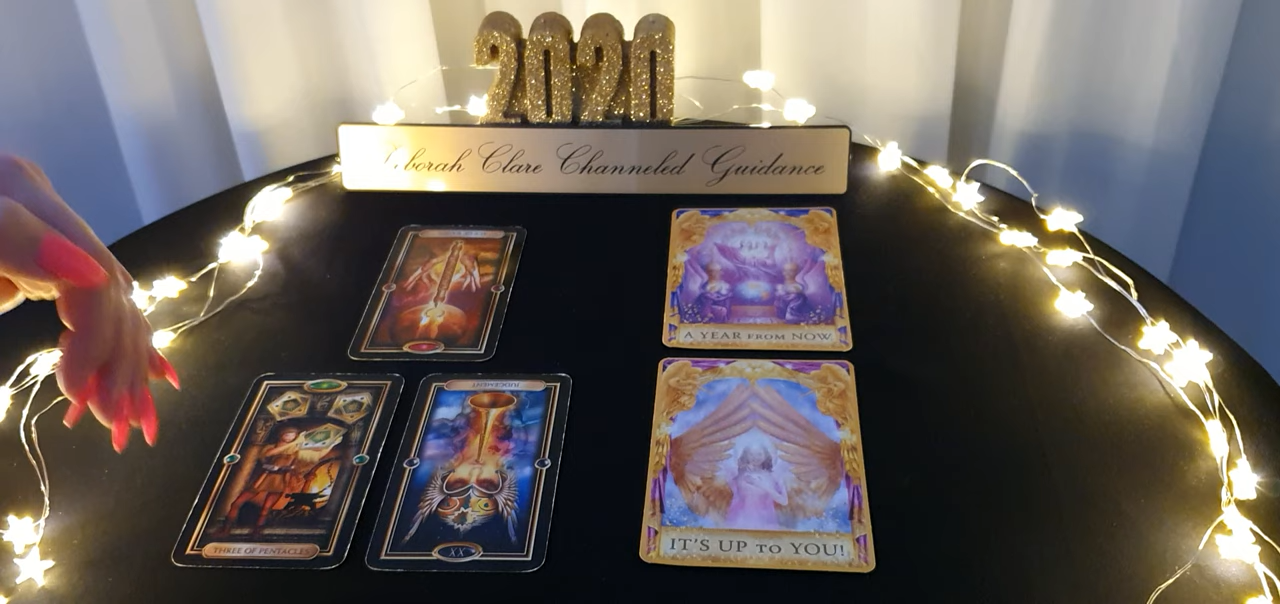 2020
Deborah Clare Channeled Guidance
A YEAR FROM NOW
JUDGEMENT
THREE OF PENTACLES
XX
IT'S UP TO YOU!